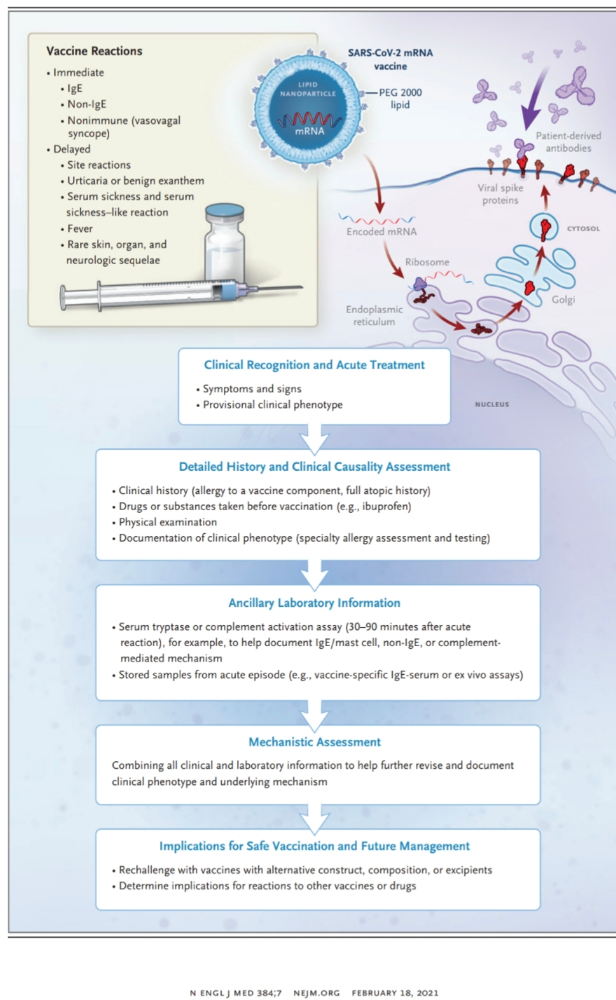 Vaccine Reactions
• Immediate
• IgE
• Non-IgE
• Nonimmune (vasovagal
syncope)
• Delayed
• Site reactions
• Urticaria or benign exanthem
• Serum sickness and serum
sickness–like reaction
• Fever
• Rare skin, organ, and
neurologic sequelae
SARS-CoV-2 mRNA
vaccine
LIPID
NANOPARTICLE
mRNA
PEG 2000
lipid
Patient-derived
antibodies
Viral spike
proteins
CYTOSOL
Encoded mRNA
Ribosome
Golgi
Endoplasmic
reticulum
NUCLEUS
Clinical Recognition and Acute Treatment
• Symptoms and signs
• Provisional clinical phenotype
Detailed History and Clinical Causality Assessment
• Clinical history (allergy to a vaccine component, full atopic history)
• Drugs or substances taken before vaccination (e.g., ibuprofen)
• Physical examination
• Documentation of clinical phenotype (specialty allergy assessment and testing)
Ancillary Laboratory Information
• Serum tryptase or complement activation assay (30–90 minutes after acute
reaction), for example, to help document IgE/mast cell, non-IgE, or complement-
mediated mechanism
• Stored samples from acute episode (e.g., vaccine-specific IgE-serum or ex vivo assays)
Mechanistic Assessment
Combining all clinical and laboratory information to help further revise and document
clinical phenotype and underlying mechanism
Implications for Safe Vaccination and Future Management
• Rechallenge with vaccines with alternative construct, composition, or excipients
• Determine implications for reactions to other vaccines or drugs
N ENGL J MED 384;7 NEJM.ORG FEBRUARY 18, 2021